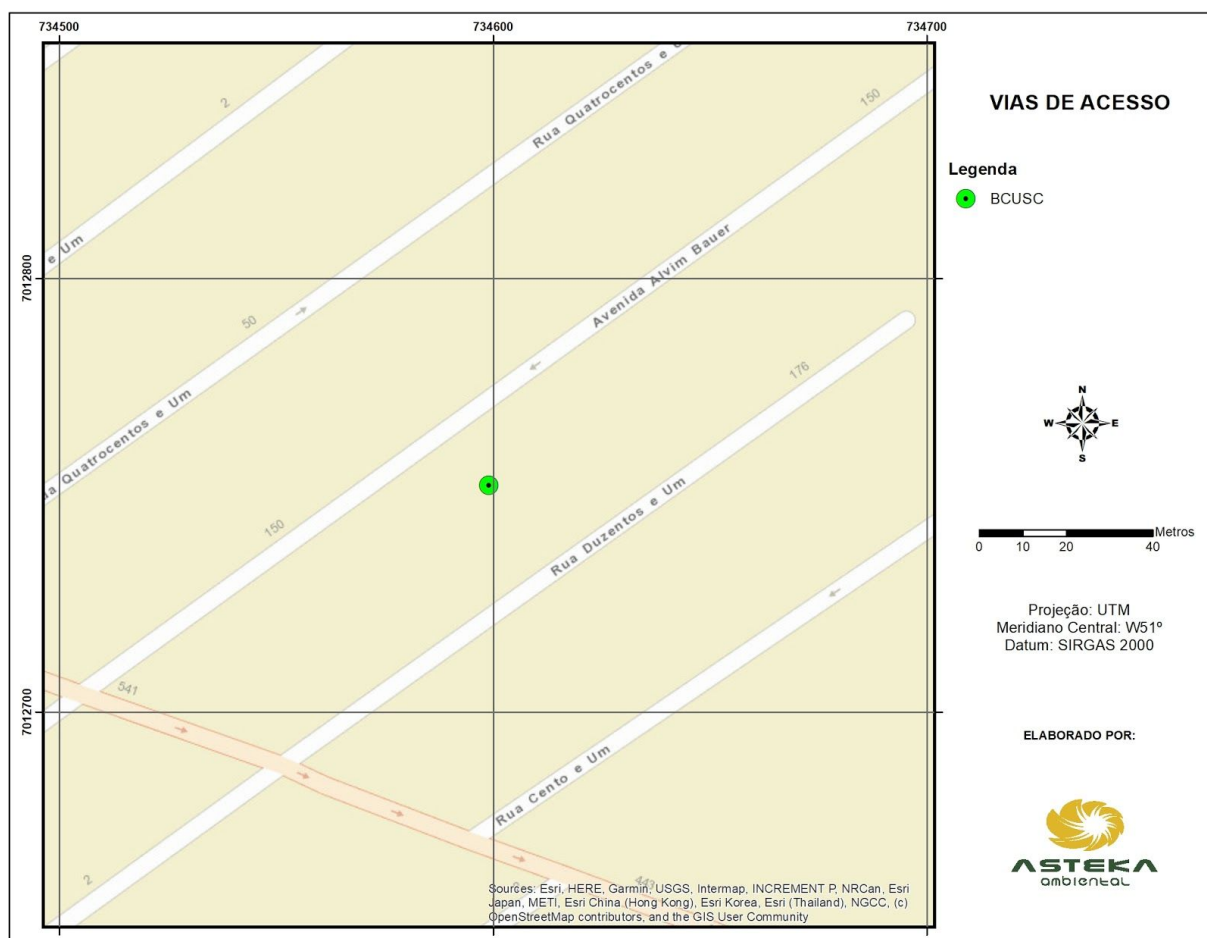 734500
734600
734700
7012800
7012700
2
e Um
Rua Quatrocentos e U
150
50
Avenida Alvim Bauer
176
ua Quatrocentos e Um
150
Rua Duzentos e Um
541
Rua Cento e Um
2
443
Sources: Esri, HERE, Garmin, USGS, Intermap, INCREMENT P, NRCan, Esri
Japan, METI, Esri China (Hong Kong), Esri Korea, Esri (Thailand), NGCC, (c)
OpenStreetMap contributors, and the GIS User Community
VIAS DE ACESSO
Legenda
BCUSC
N
W
E
S
Metros
0 10 20 40
Projeção: UTM
Meridiano Central: W51º
Datum: SIRGAS 2000
ELABORADO POR:
ASTEKA
ambiental